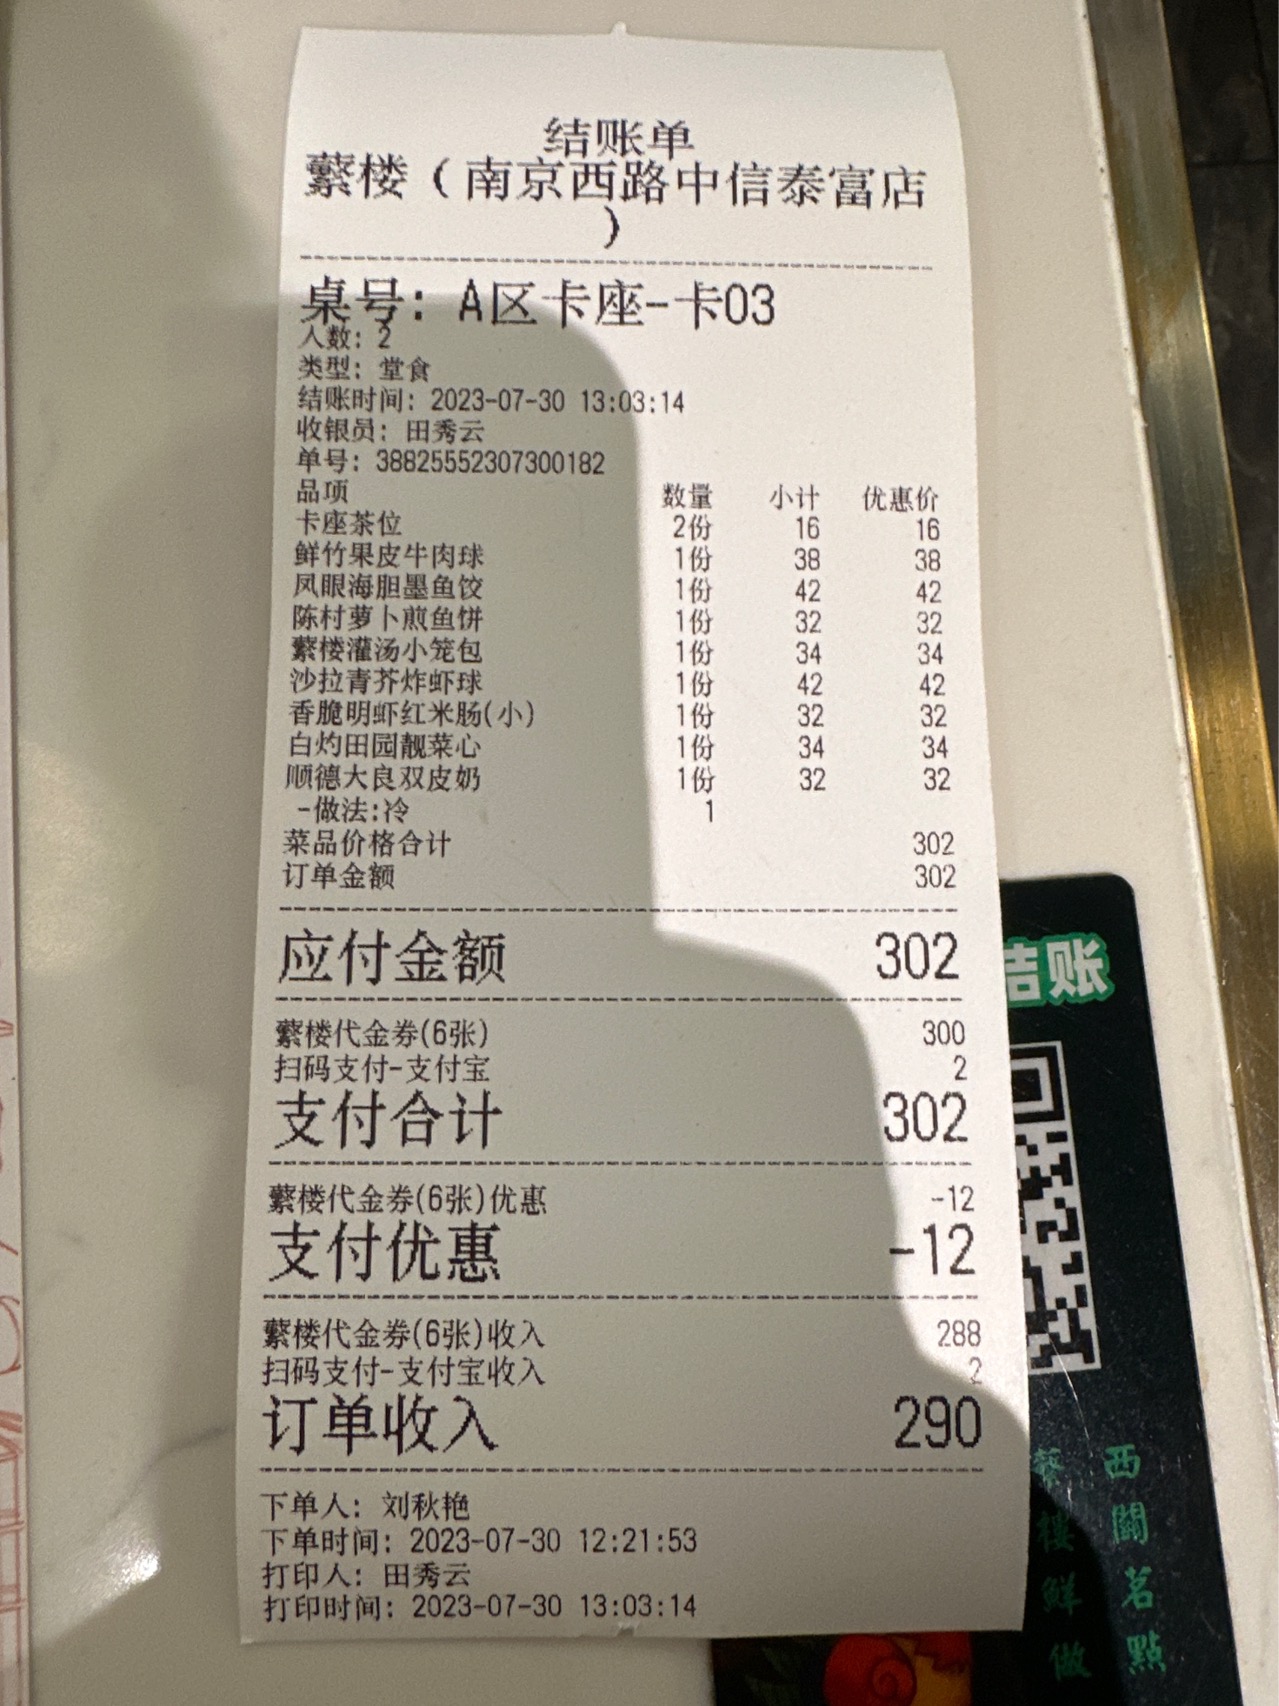 结账单
蘩楼（南京西路中信泰富店
）
桌号: A区卡座-卡03
人数: 2
类型: 堂食
结账时间: 2023-07-30 13:03:14
收银员: 田秀云
单号: 38825552307300182
品项 数量 小计 优惠价
卡座茶位 2份 16 16
鲜竹果皮牛肉球 1份 38 38
凤眼海胆墨鱼饺 1份 42 42
陈村萝卜煎鱼饼 1份 32 32
蘩楼灌汤小笼包 1份 34 34
沙拉青芥炸虾球 1份 42 42
香脆明虾红米肠(小) 1份 32 32
白灼田园靓菜心 1份 34 34
顺德大良双皮奶 1份 32 32
-做法:冷 1
菜品价格合计 302
订单金额 302
应付金额 302
蘩楼代金券(6张) 300
扫码支付-支付宝 2
支付合计 302
蘩楼代金券(6张)优惠 -12
支付优惠 -12
蘩楼代金券(6张)收入 288
扫码支付-支付宝收入 2
订单收入 290
下单人: 刘秋艳
下单时间: 2023-07-30 12:21:53
打印人: 田秀云
打印时间: 2023-07-30 13:03:14
结账
西關茗點
樓鮮做